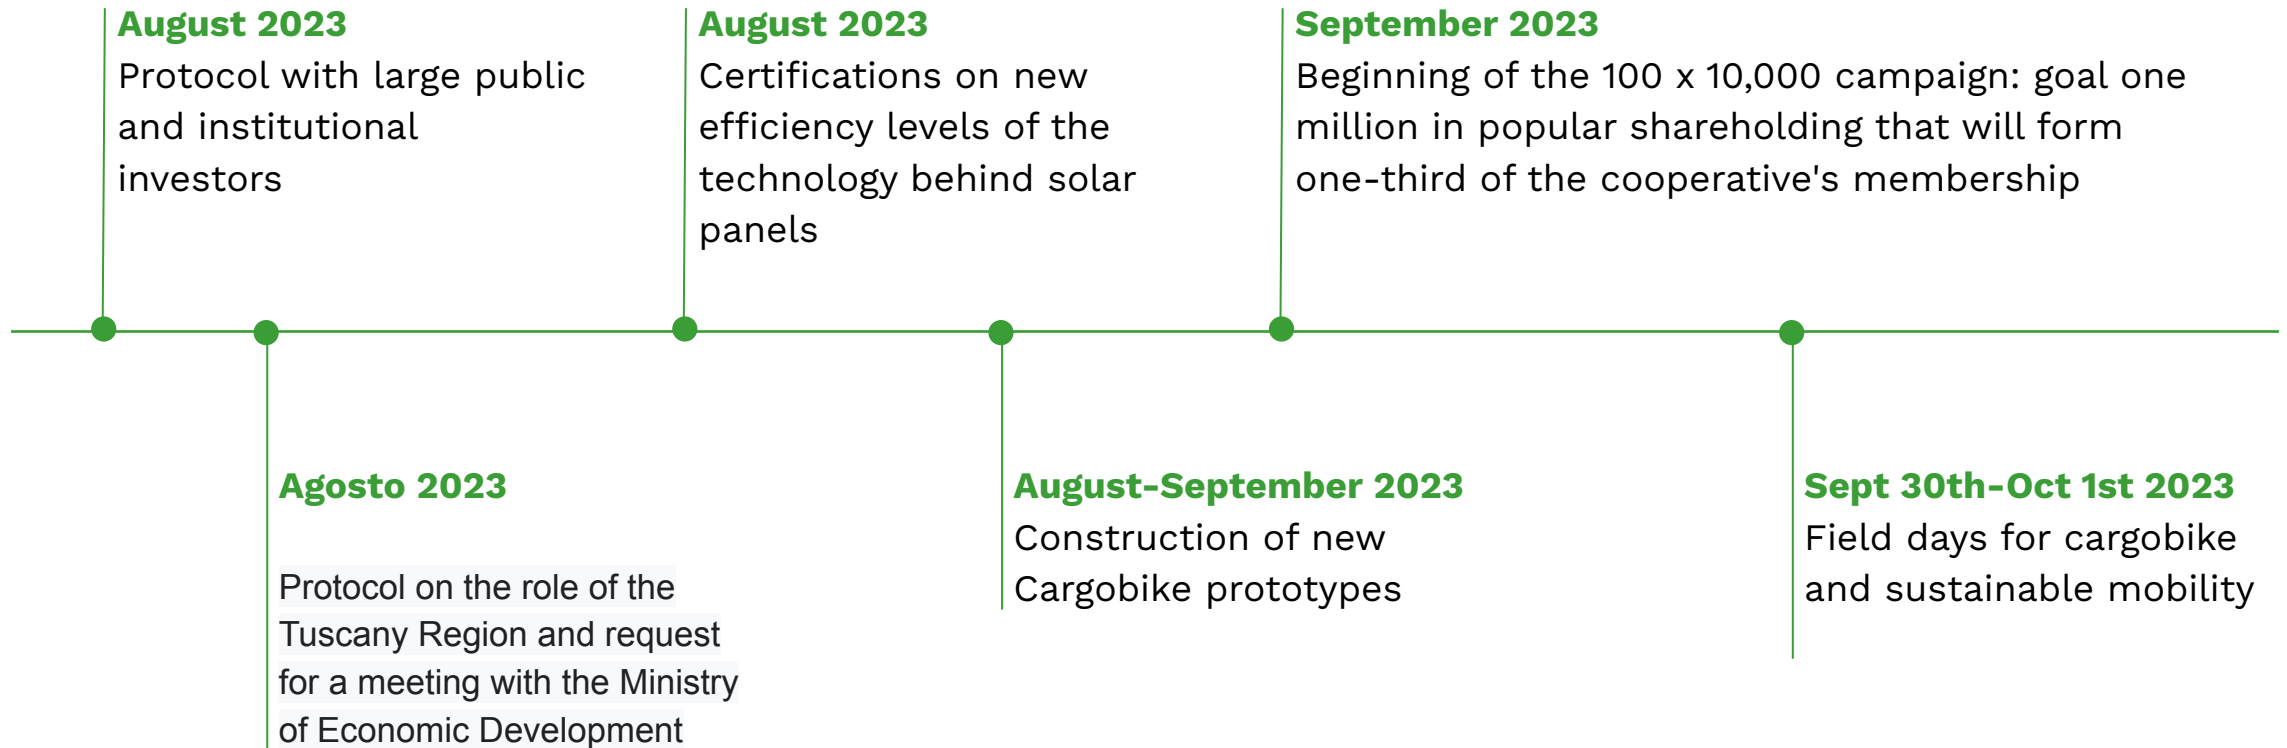 August 2023
Protocol with large public
and institutional
investors
August 2023
Certifications on new
efficiency levels of the
technology behind solar
panels
September 2023
Beginning of the 100 x 10,000 campaign: goal one
million in popular shareholding that will form
one-third of the cooperative's membership
Agosto 2023
Protocol on the role of the
Tuscany Region and request
for a meeting with the Ministry
of Economic Development
August-September 2023
Construction of new
Cargobike prototypes
Sept 30th-Oct 1st 2023
Field days for cargobike
and sustainable mobility